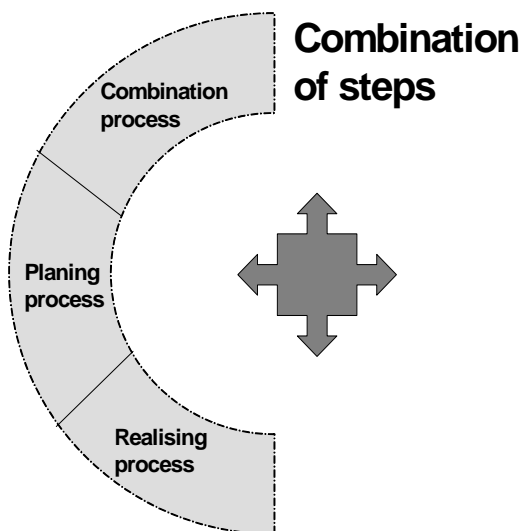 Combination
of steps
Combination
process
Planing
process
Realising
process